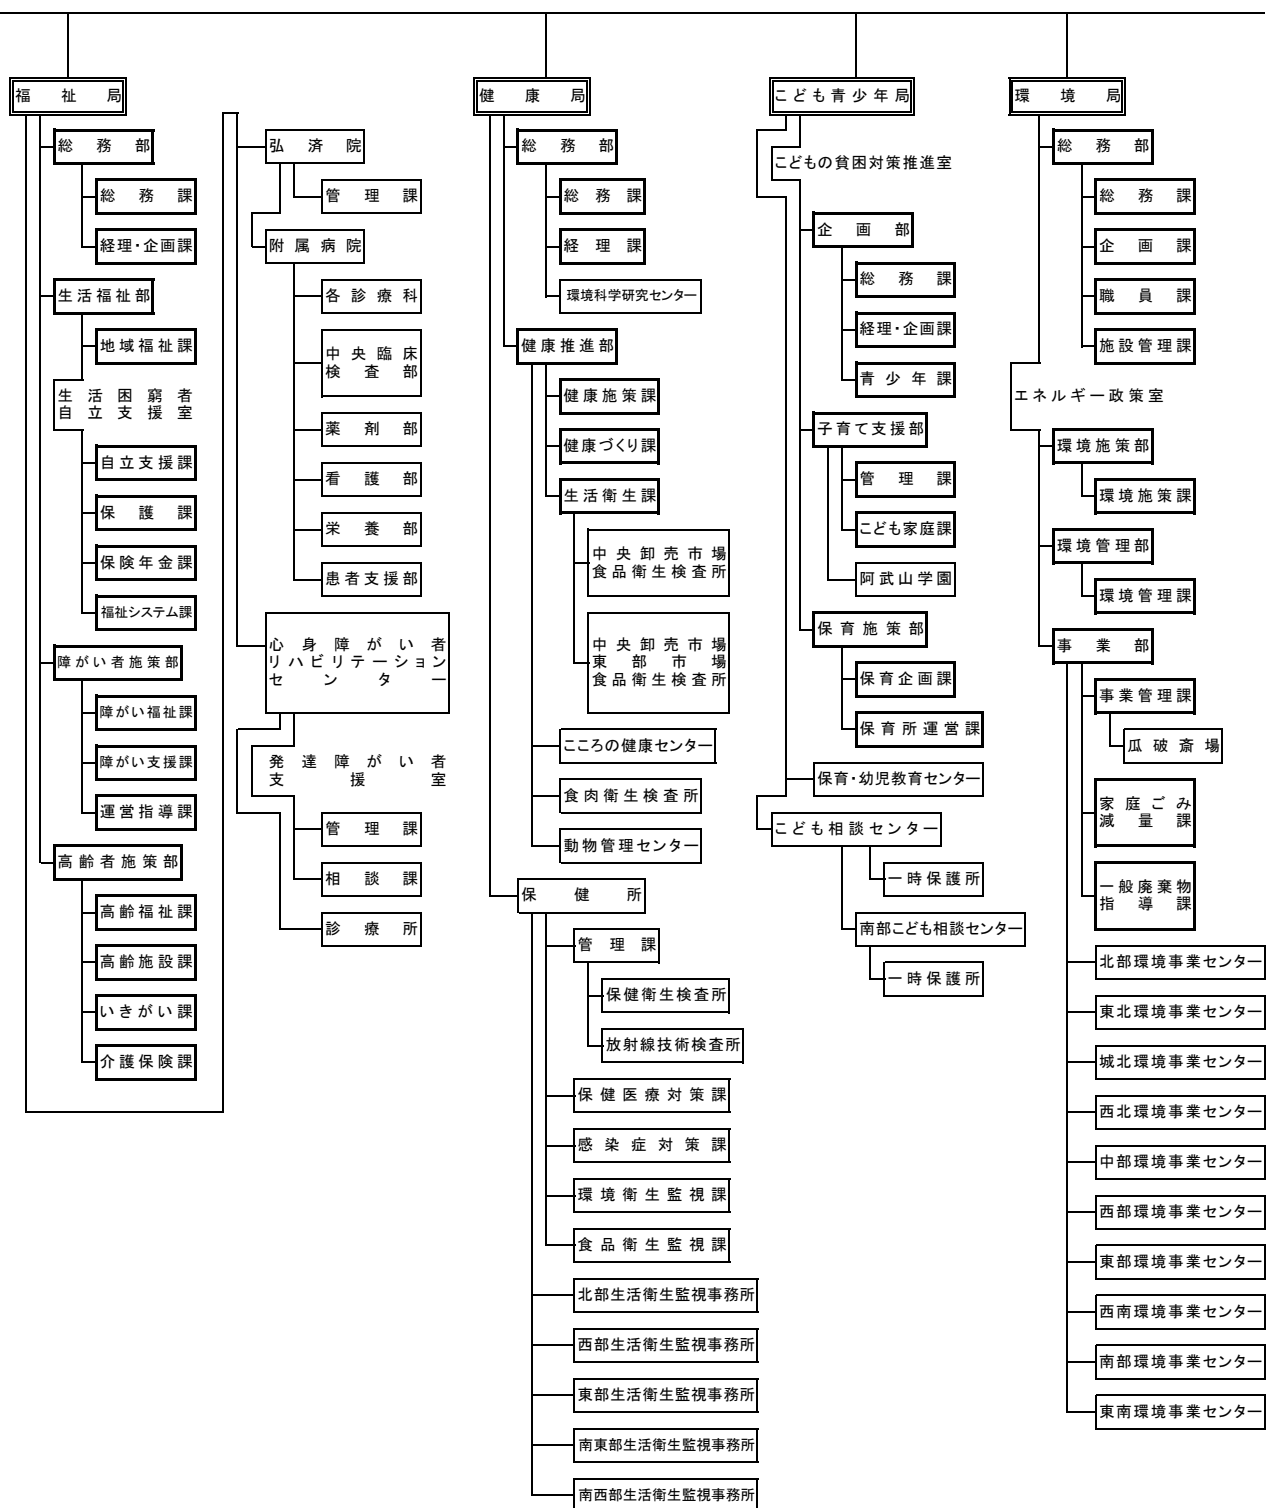 福祉局
総務部
総務課
経理・企画課
生活福祉部
地域福祉課
生活困窮者
自立支援室
自立支援課
保護課
保険年金課
福祉システム課
障がい者施策部
障がい福祉課
障がい支援課
運営指導課
高齢者施策部
高齢福祉課
高齢施設課
いきがい課
介護保険課
弘済院
管理課
附属病院
各診療科
中央臨床
検査部
薬剤部
看護部
栄養部
患者支援部
心身障がい者
リハビリテーション
センター
発達障がい者
支援室
管理課
相談課
診療所
健康局
総務部
総務課
経理課
環境科学研究センター
健康推進部
健康施策課
健康づくり課
生活衛生課
中央卸売市場
食品衛生検査所
中央卸売市場
東部市場
食品衛生検査所
こころの健康センター
食肉衛生検査所
動物管理センター
保健所
管理課
保健衛生検査所
放射線技術検査所
保健医療対策課
感染症対策課
環境衛生監視課
食品衛生監視課
北部生活衛生監視事務所
西部生活衛生監視事務所
東部生活衛生監視事務所
南東部生活衛生監視事務所
南西部生活衛生監視事務所
こども青少年局
こどもの貧困対策推進室
企画部
総務課
経理・企画課
青少年課
子育て支援部
管理課
こども家庭課
阿武山学園
保育施策部
保育企画課
保育所運営課
保育・幼児教育センター
こども相談センター
一時保護所
南部こども相談センター
一時保護所
環境局
総務部
総務課
企画課
職員課
施設管理課
エネルギー政策室
環境施策部
環境施策課
環境管理部
環境管理課
事業部
事業管理課
瓜破斎場
家庭ごみ
減量課
一般廃棄物
指導課
北部環境事業センター
東北環境事業センター
城北環境事業センター
西北環境事業センター
中部環境事業センター
西部環境事業センター
東部環境事業センター
西南環境事業センター
南部環境事業センター
東南環境事業センター